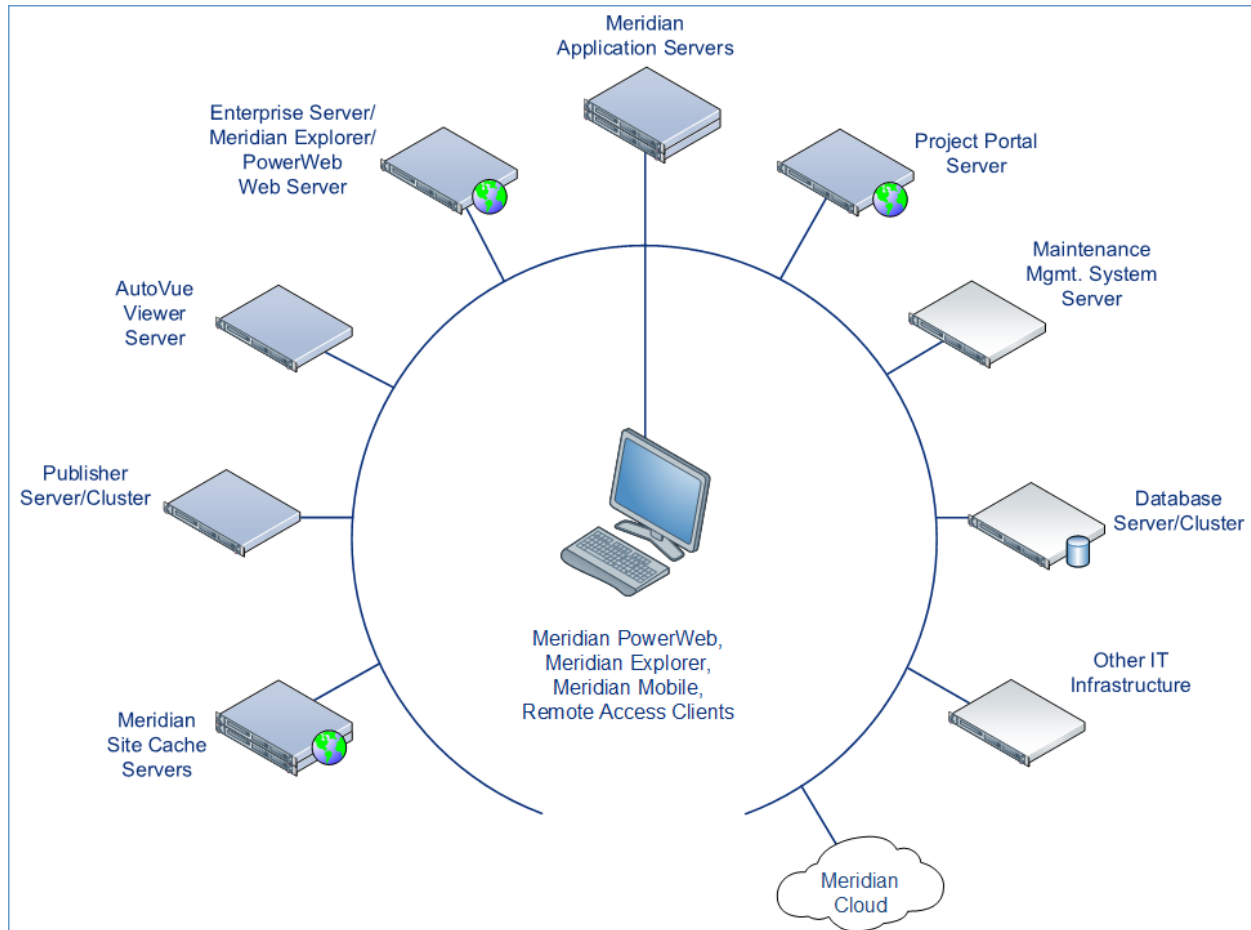 Meridian
Application Servers
Enterprise Server/
Meridian Explorer/
PowerWeb
Web Server
Project Portal
Server
AutoVue
Viewer
Server
Maintenance
Mgmt. System
Server
Publisher
Server/Cluster
Database
Server/Cluster
Meridian PowerWeb,
Meridian Explorer,
Meridian Mobile,
Remote Access Clients
Meridian
Site Cache
Servers
Other IT
Infrastructure
Meridian
Cloud